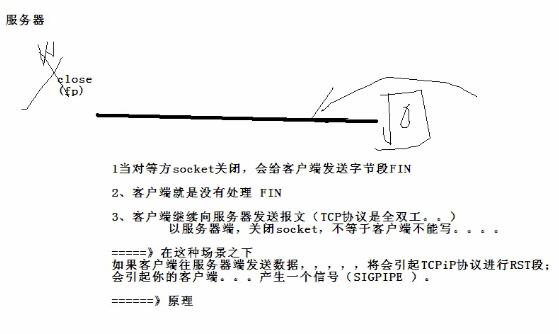 服务器
close
(fp)
1当对等方socket关闭，会给客户端发送字节段FIN
2、客户端就是没有处理 FIN
3、客户端继续向服务器发送报文（TCP协议是全双工。。）
以服务器端，关闭socket，不等于客户端不能写。。。。
=====》在这种场景之下
如果客户端往服务器端发送数据，，，，，将会引起TCPiP协议进行RST段；
会引起你的客户端。。。产生一个信号（SIGPIPE ）。
======》原理